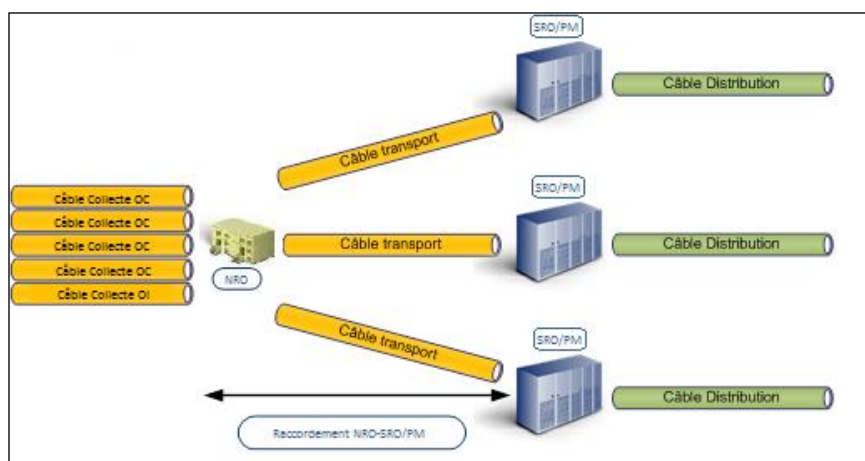 SRO/PM
Câble Distribution
Câble transport
Câble Collecte OC
Câble Collecte OC
Câble Collecte OC
Câble Collecte OC
Câble Collecte OI
NRO
Câble transport
SRO/PM
Câble Distribution
Câble transport
SRO/PM
Câble Distribution
Raccordement NRO-SRO/PM